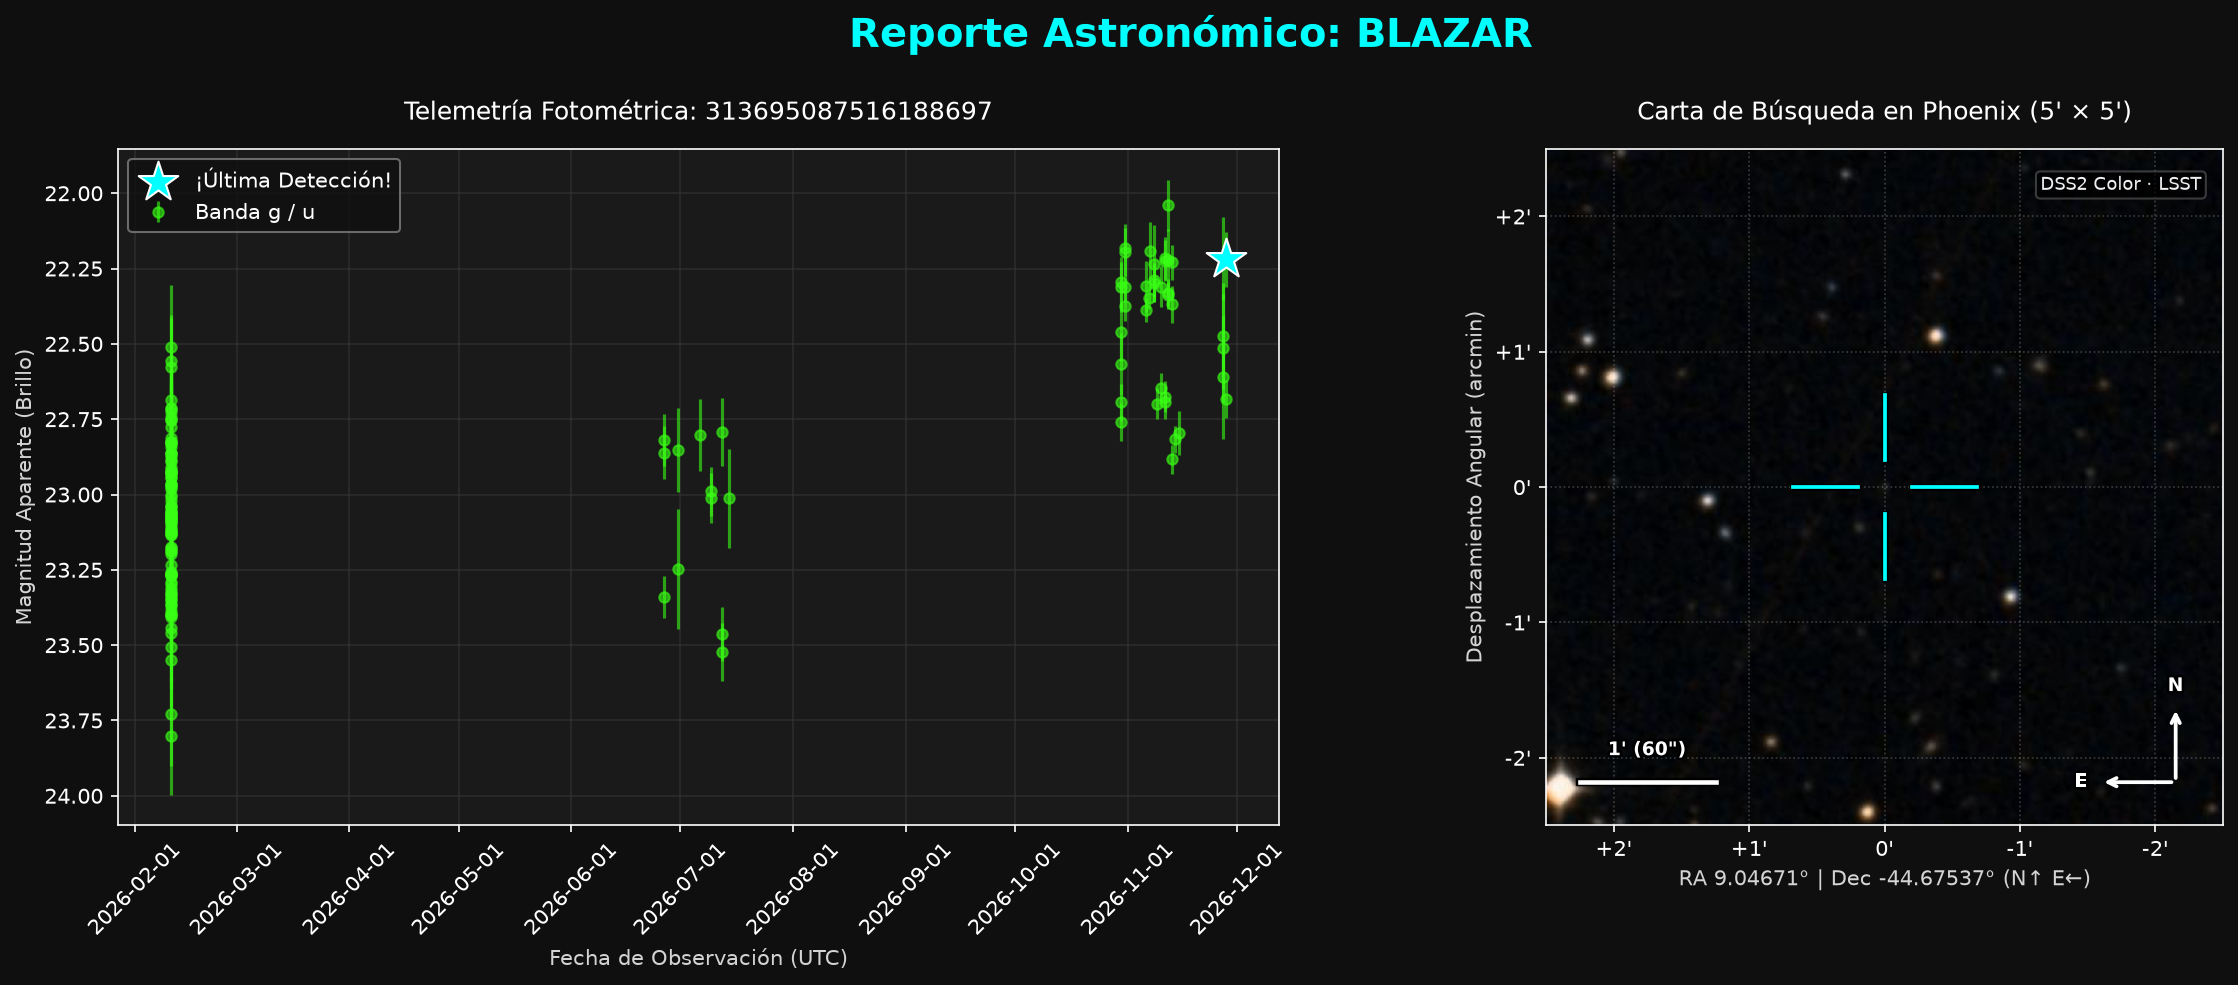 Reporte Astronómico: BLAZAR
Telemetría Fotométrica: 313695087516188697
¡Última Detección!
Banda g / u
Magnitud Aparente (Brillo)
22.00
22.25
22.50
22.75
23.00
23.25
23.50
23.75
24.00
2026-02-01
2026-03-01
2026-04-01
2026-05-01
2026-06-01
2026-07-01
2026-08-01
2026-09-01
2026-10-01
2026-11-01
2026-12-01
Fecha de Observación (UTC)
Carta de Búsqueda en Phoenix (5' × 5')
DSS2 Color · LSST
Desplazamiento Angular (arcmin)
+2'
+1'
0'
-1'
-2'
N
E
1' (60")
+2'
+1'
0'
-1'
-2'
RA 9.04671° | Dec -44.67537° (N↑ E←)